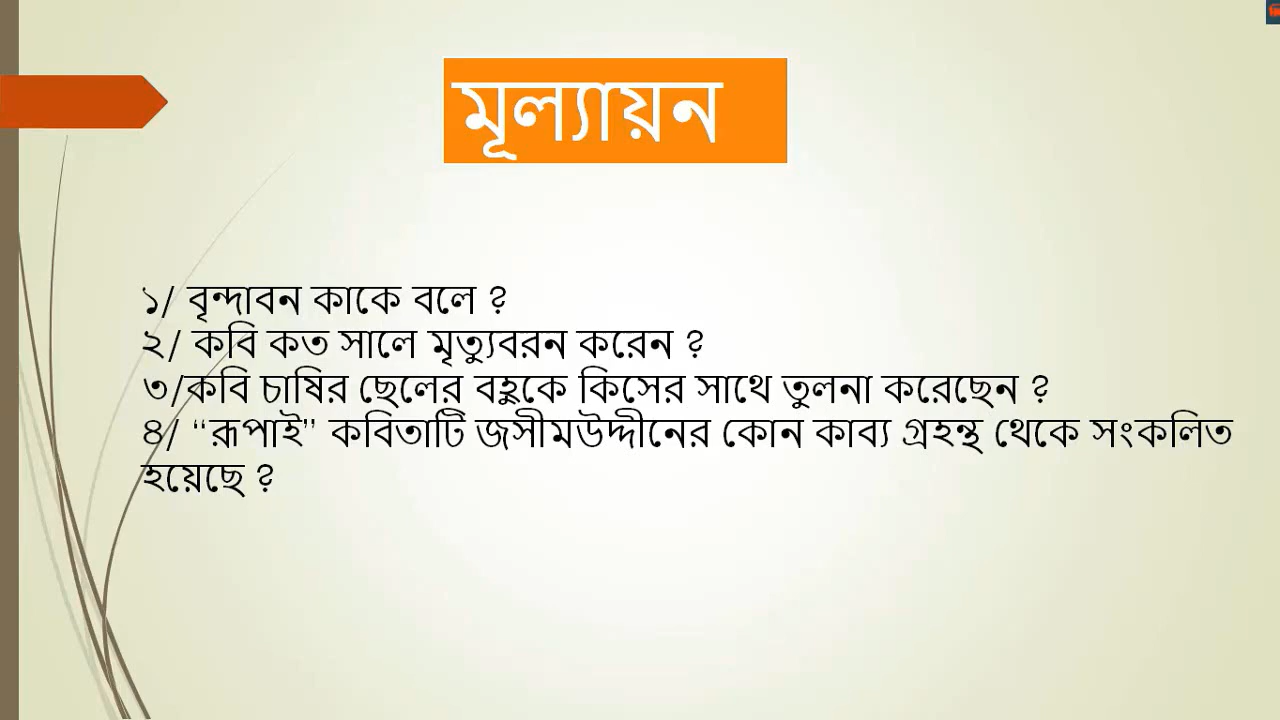 মূল্যায়ন
১/ বৃন্দাবন কাকে বলে ?
২/ কবি কত সালে মৃত্যুবরন করেন ?
৩/কবি চাষির ছেলের বহুকে কিসের সাথে তুলনা করেছেন ?
৪/ “রূপাই” কবিতাটি জসীমউদ্দীনের কোন কাব্য গ্রহন্থ থেকে সংকলিত
হয়েছে ?